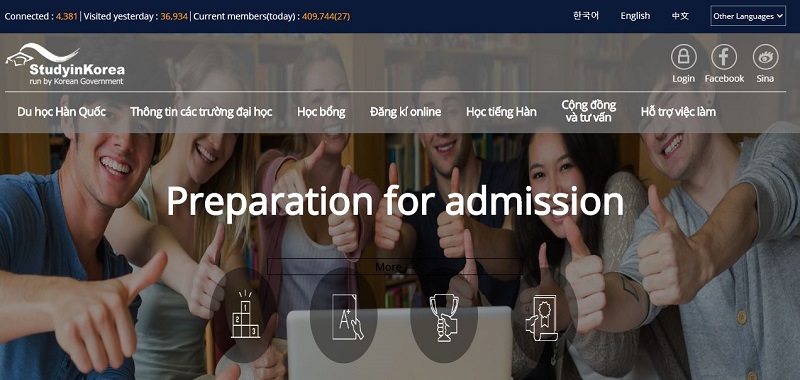 Connected : 4,381 | Visited yesterday : 36,934 | Current members(today) : 409,744(27)
한국어 English 中文 Other Languages
StudyinKorea
run by Korean Government
Login Facebook Sina
Du học Hàn Quốc Thông tin các trường đại học Học bổng Đăng kí online Học tiếng Hàn Cộng đồng và tư vấn Hỗ trợ việc làm
Preparation for admission
More
1
2
3
A+